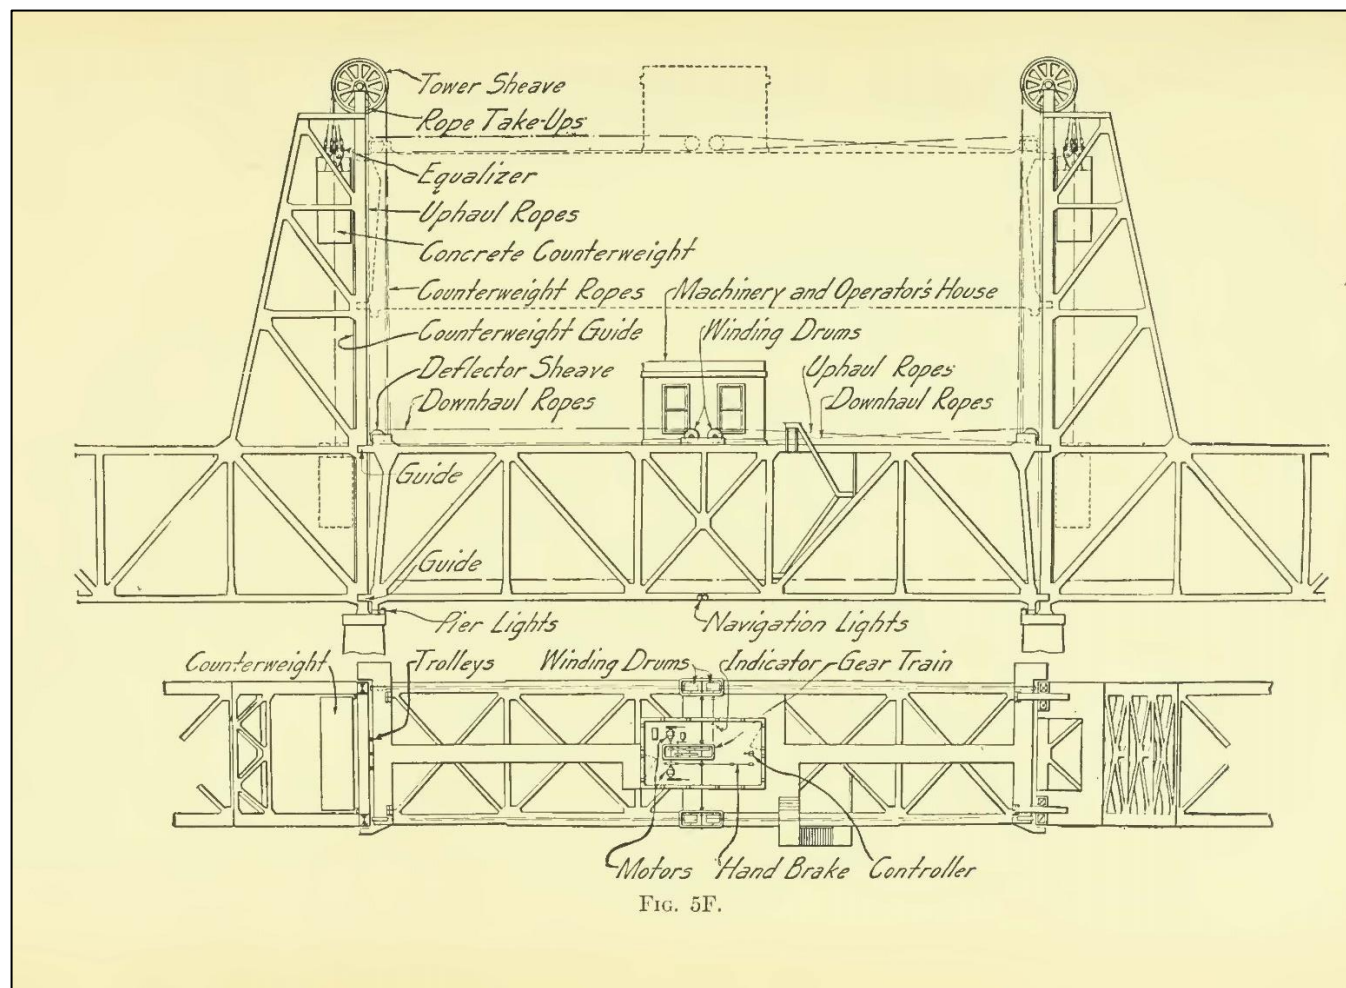 Tower Sheave
Rope Take-Ups
Equalizer
Uphaul Ropes
Concrete Counterweight
Counterweight Ropes
Machinery and Operator's House
Counterweight Guide
Winding Drums
Deflector Sheave
Uphaul Ropes
Downhaul Ropes
Downhaul Ropes
Guide
Guide
Pier Lights
Navigation Lights
Counterweight
Trolleys
Winding Drums
Indicator
Gear Train
Motors
Hand Brake
Controller
FIG. 5F.